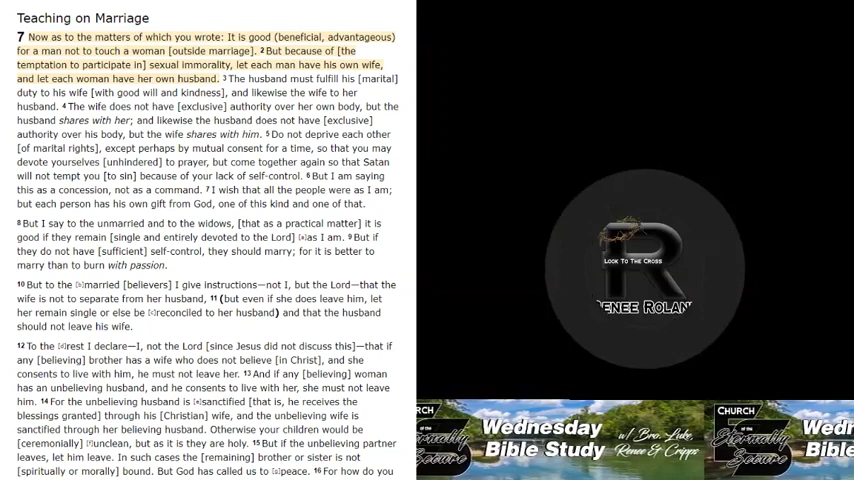 Teaching on Marriage
7 Now as to the matters of which you wrote: It is good (beneficial, advantageous)
for a man not to touch a woman [outside marriage]. 2 But because of [the
temptation to participate in] sexual immorality, let each man have his own wife,
and let each woman have her own husband. 3 The husband must fulfill his [marital]
duty to his wife [with good will and kindness], and likewise the wife to her
husband. 4 The wife does not have [exclusive] authority over her own body, but the
husband shares with her; and likewise the husband does not have [exclusive]
authority over his body, but the wife shares with him. 5 Do not deprive each other
[of marital rights], except perhaps by mutual consent for a time, so that you may
devote yourselves [unhindered] to prayer, but come together again so that Satan
will not tempt you [to sin] because of your lack of self-control. 6 But I am saying
this as a concession, not as a command. 7 I wish that all the people were as I am;
but each person has his own gift from God, one of this kind and one of that.
8 But I say to the unmarried and to the widows, [that as a practical matter] it is
good if they remain [single and entirely devoted to the Lord] [a]as I am. 9 But if
they do not have [sufficient] self-control, they should marry; for it is better to
marry than to burn with passion.
10 But to the [b]married [believers] I give instructions—not I, but the Lord—that the
wife is not to separate from her husband, 11 (but even if she does leave him, let
her remain single or else be [c]reconciled to her husband) and that the husband
should not leave his wife.
12 To the [d]rest I declare—I, not the Lord [since Jesus did not discuss this]—that if
any [believing] brother has a wife who does not believe [in Christ], and she
consents to live with him, he must not leave her. 13 And if any [believing] woman
has an unbelieving husband, and he consents to live with her, she must not leave
him. 14 For the unbelieving husband is [e]sanctified [that is, he receives the
blessings granted] through his [Christian] wife, and the unbelieving wife is
sanctified through her believing husband. Otherwise your children would be
[ceremonially] [f]unclean, but as it is they are holy. 15 But if the unbelieving partner
leaves, let him leave. In such cases the [remaining] brother or sister is not
[spiritually or morally] bound. But God has called us to [g]peace. 16 For how do you
R
LOOK TO THE CROSS
RENEE ROLAN
URCH
of the
Eternally
Secure
Wednesday
Bible Study
w/ Bro. Luke,
Renee & Cripps
CHURCH
of the
Eternally
Secure
Wedn
Bible